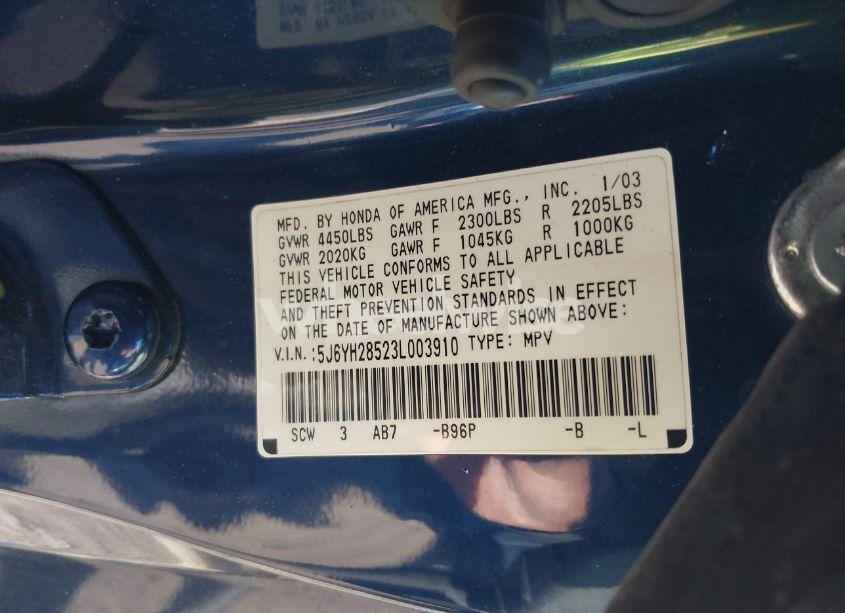 MFD. BY HONDA OF AMERICA MFG., INC. 1/03
GVWR 4450LBS GAWR F 2300LBS R 2205LBS
GVWR 2020KG GAWR F 1045KG R 1000KG
THIS VEHICLE CONFORMS TO ALL APPLICABLE
FEDERAL MOTOR VEHICLE SAFETY
AND THEFT PREVENTION STANDARDS IN EFFECT
ON THE DATE OF MANUFACTURE SHOWN ABOVE:
V.I.N.:5J6YH28523L003910 TYPE: MPV
SCW 3 AB7 -B96P -B -L